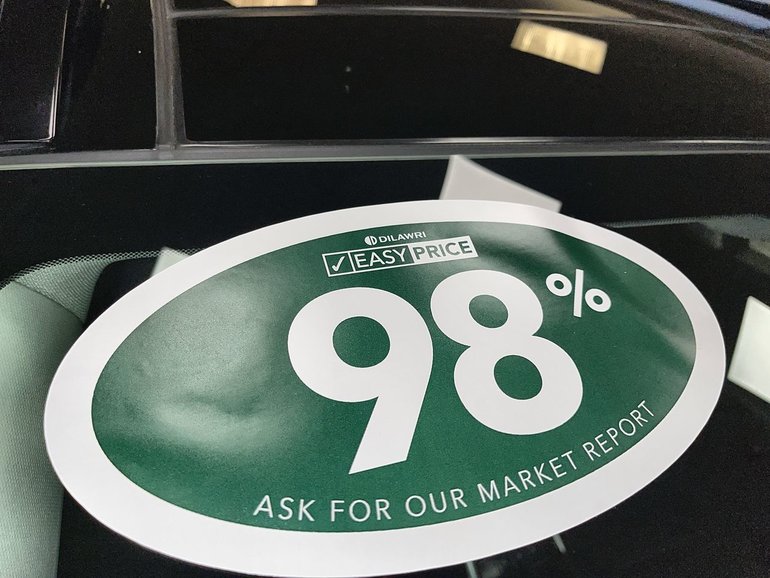 DILAWRI
✓ EASY PRICE
98%
ASK FOR OUR MARKET REPORT